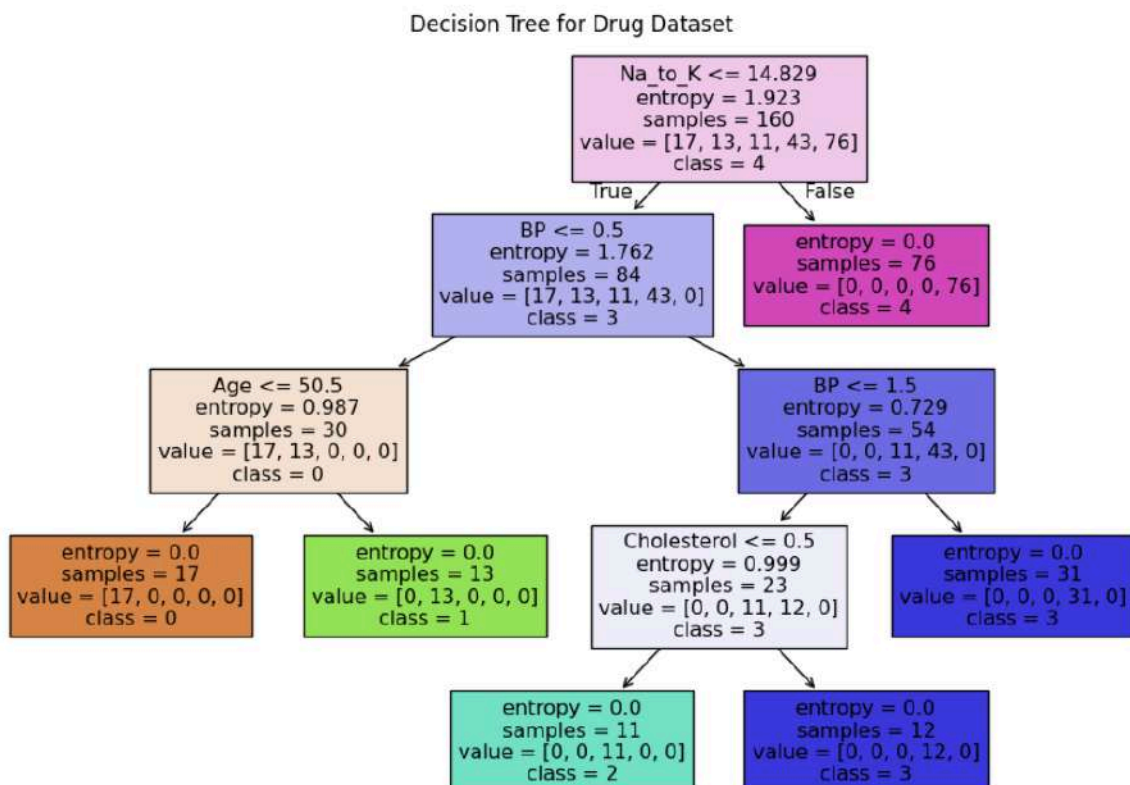 Decision Tree for Drug Dataset
Na_to_K <= 14.829
entropy = 1.923
samples = 160
value = [17, 13, 11, 43, 76]
class = 4
True
False
BP <= 0.5
entropy = 1.762
samples = 84
value = [17, 13, 11, 43, 0]
class = 3
entropy = 0.0
samples = 76
value = [0, 0, 0, 0, 76]
class = 4
Age <= 50.5
entropy = 0.987
samples = 30
value = [17, 13, 0, 0, 0]
class = 0
BP <= 1.5
entropy = 0.729
samples = 54
value = [0, 0, 11, 43, 0]
class = 3
entropy = 0.0
samples = 17
value = [17, 0, 0, 0, 0]
class = 0
entropy = 0.0
samples = 13
value = [0, 13, 0, 0, 0]
class = 1
Cholesterol <= 0.5
entropy = 0.999
samples = 23
value = [0, 0, 11, 12, 0]
class = 3
entropy = 0.0
samples = 31
value = [0, 0, 0, 31, 0]
class = 3
entropy = 0.0
samples = 11
value = [0, 0, 11, 0, 0]
class = 2
entropy = 0.0
samples = 12
value = [0, 0, 0, 12, 0]
class = 3